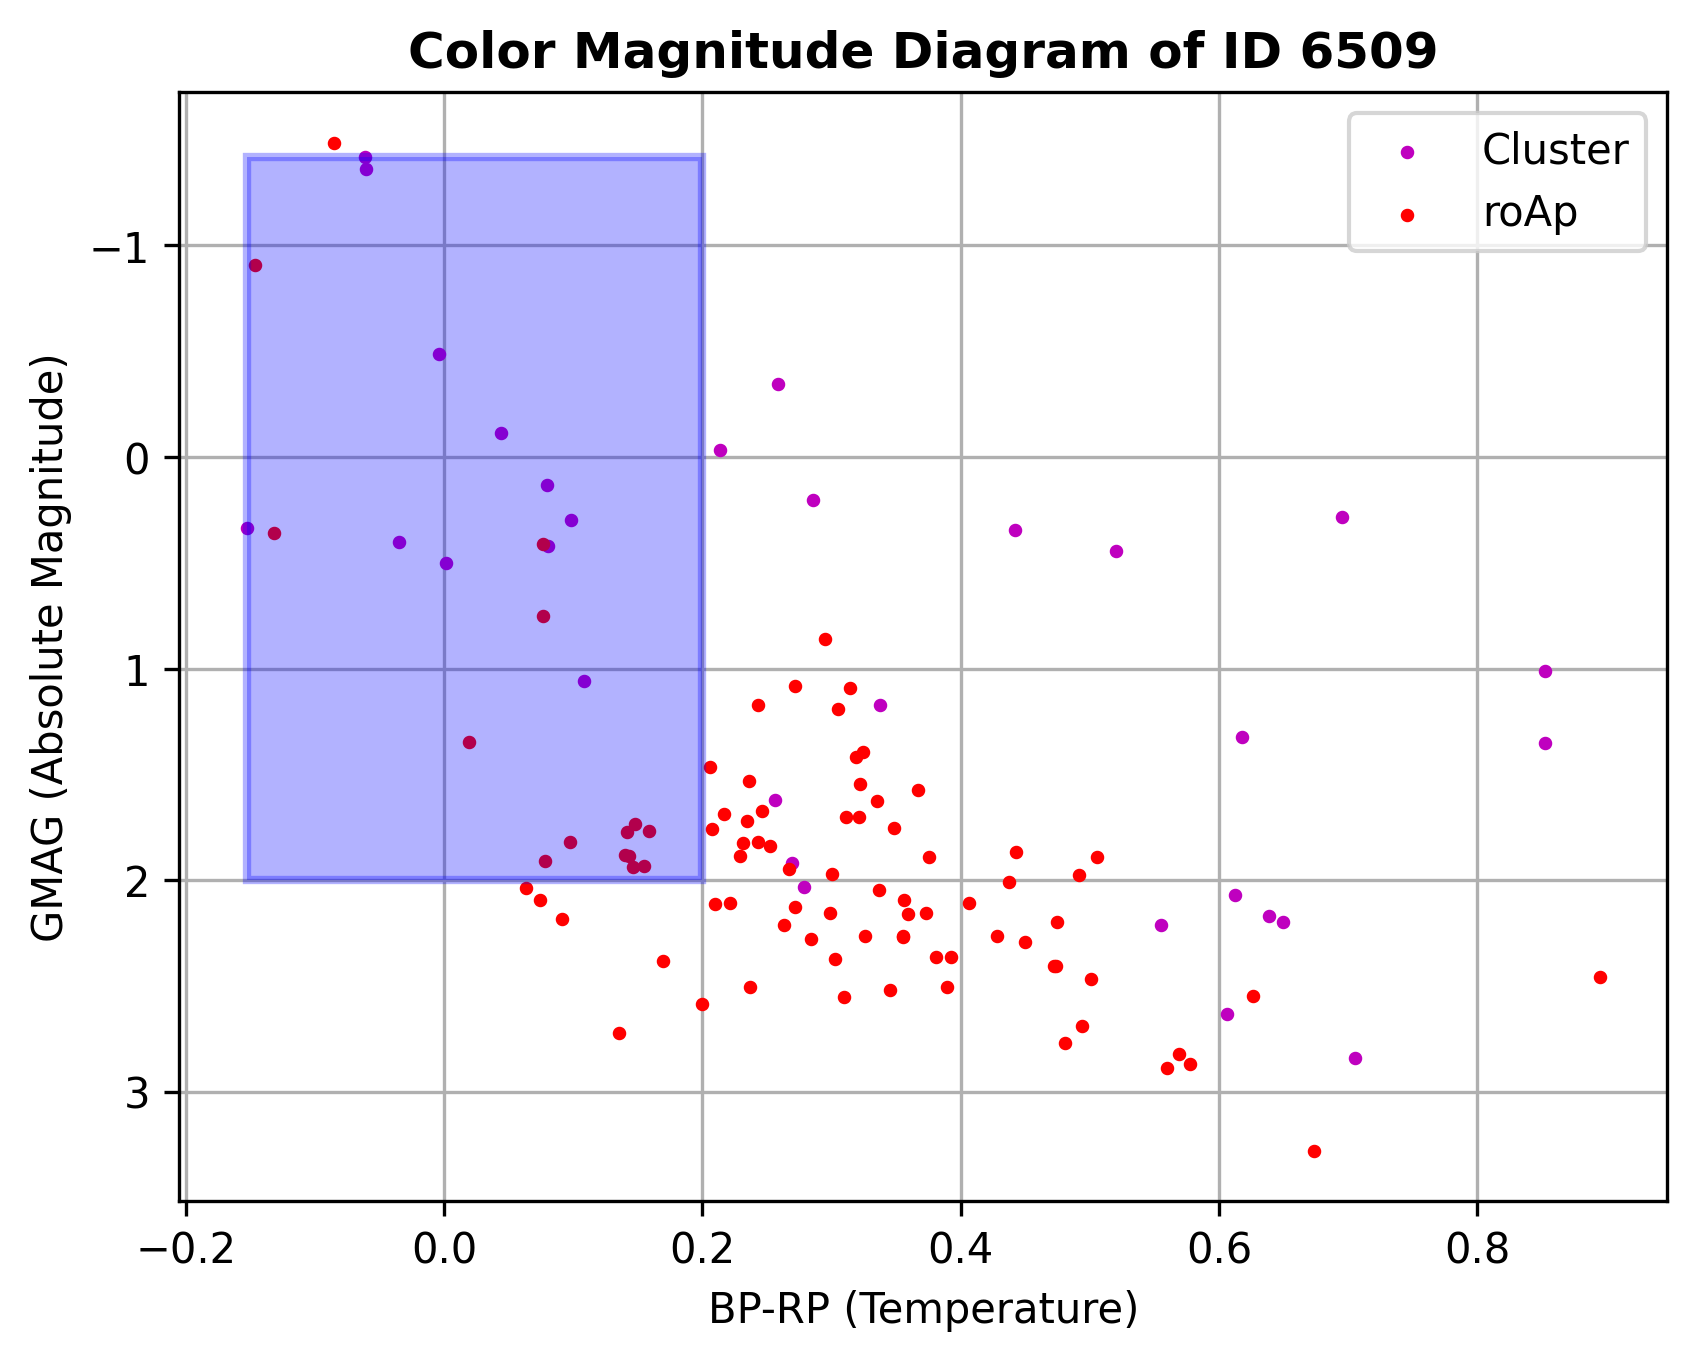 Color Magnitude Diagram of ID 6509
Cluster
roAp
GMAG (Absolute Magnitude)
−1
0
1
2
3
−0.2 0.0 0.2 0.4 0.6 0.8
BP-RP (Temperature)